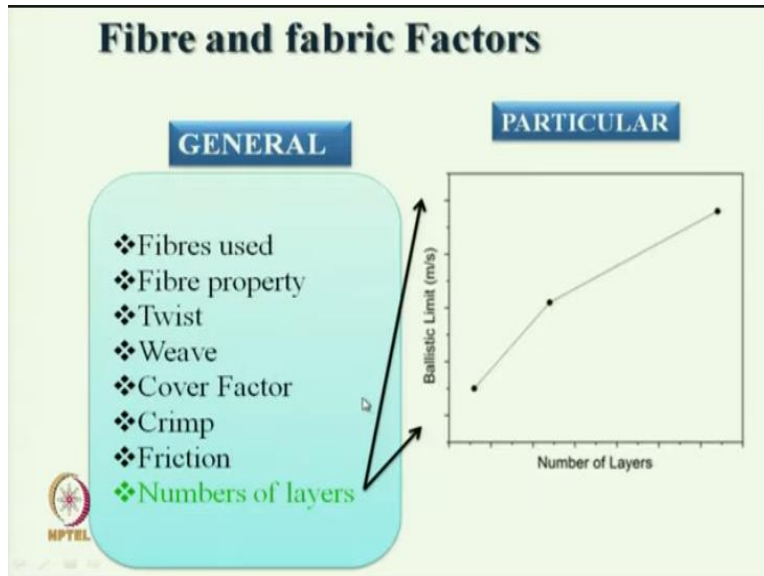 Fibre and fabric Factors
GENERAL
PARTICULAR
❖Fibres used
❖Fibre property
❖Twist
❖Weave
❖Cover Factor
❖Crimp
❖Friction
❖Numbers of layers
Ballistic Limit (m/s)
Number of Layers
NPTEL